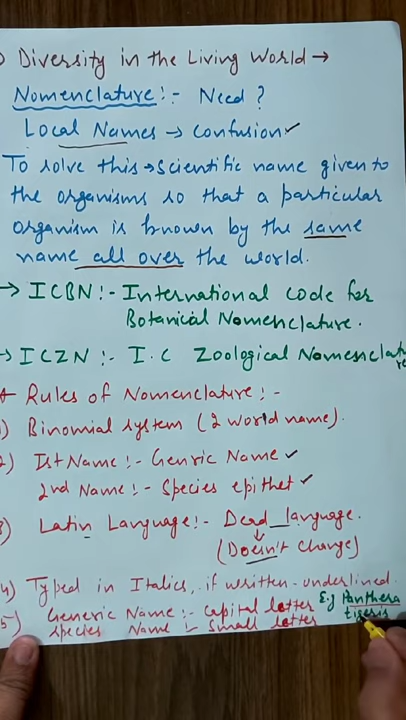 Diversity in the Living World →
Nomenclature :- Need ?
Local Names → Confusion ✓
To solve this → scientific name given to
the organisms so that a particular
organism is known by the same
name all over the world.
→ ICBN :- International code for
Botanical Nomenclature.
→ ICZN :- I.C Zoological Nomenclature
Rules of Nomenclature :-
1) Binomial system (2 world name).
2) Ist Name :- Genric Name ✓
2nd Name :- Species epithet ✓
3) Latin Language :- Dead language.
↓
(Doesn't change)
4) Typed in Italics, if written - underlined.
5) Generic Name :- Capital letter E.g Panthera
Species Name :- Small letter tigris